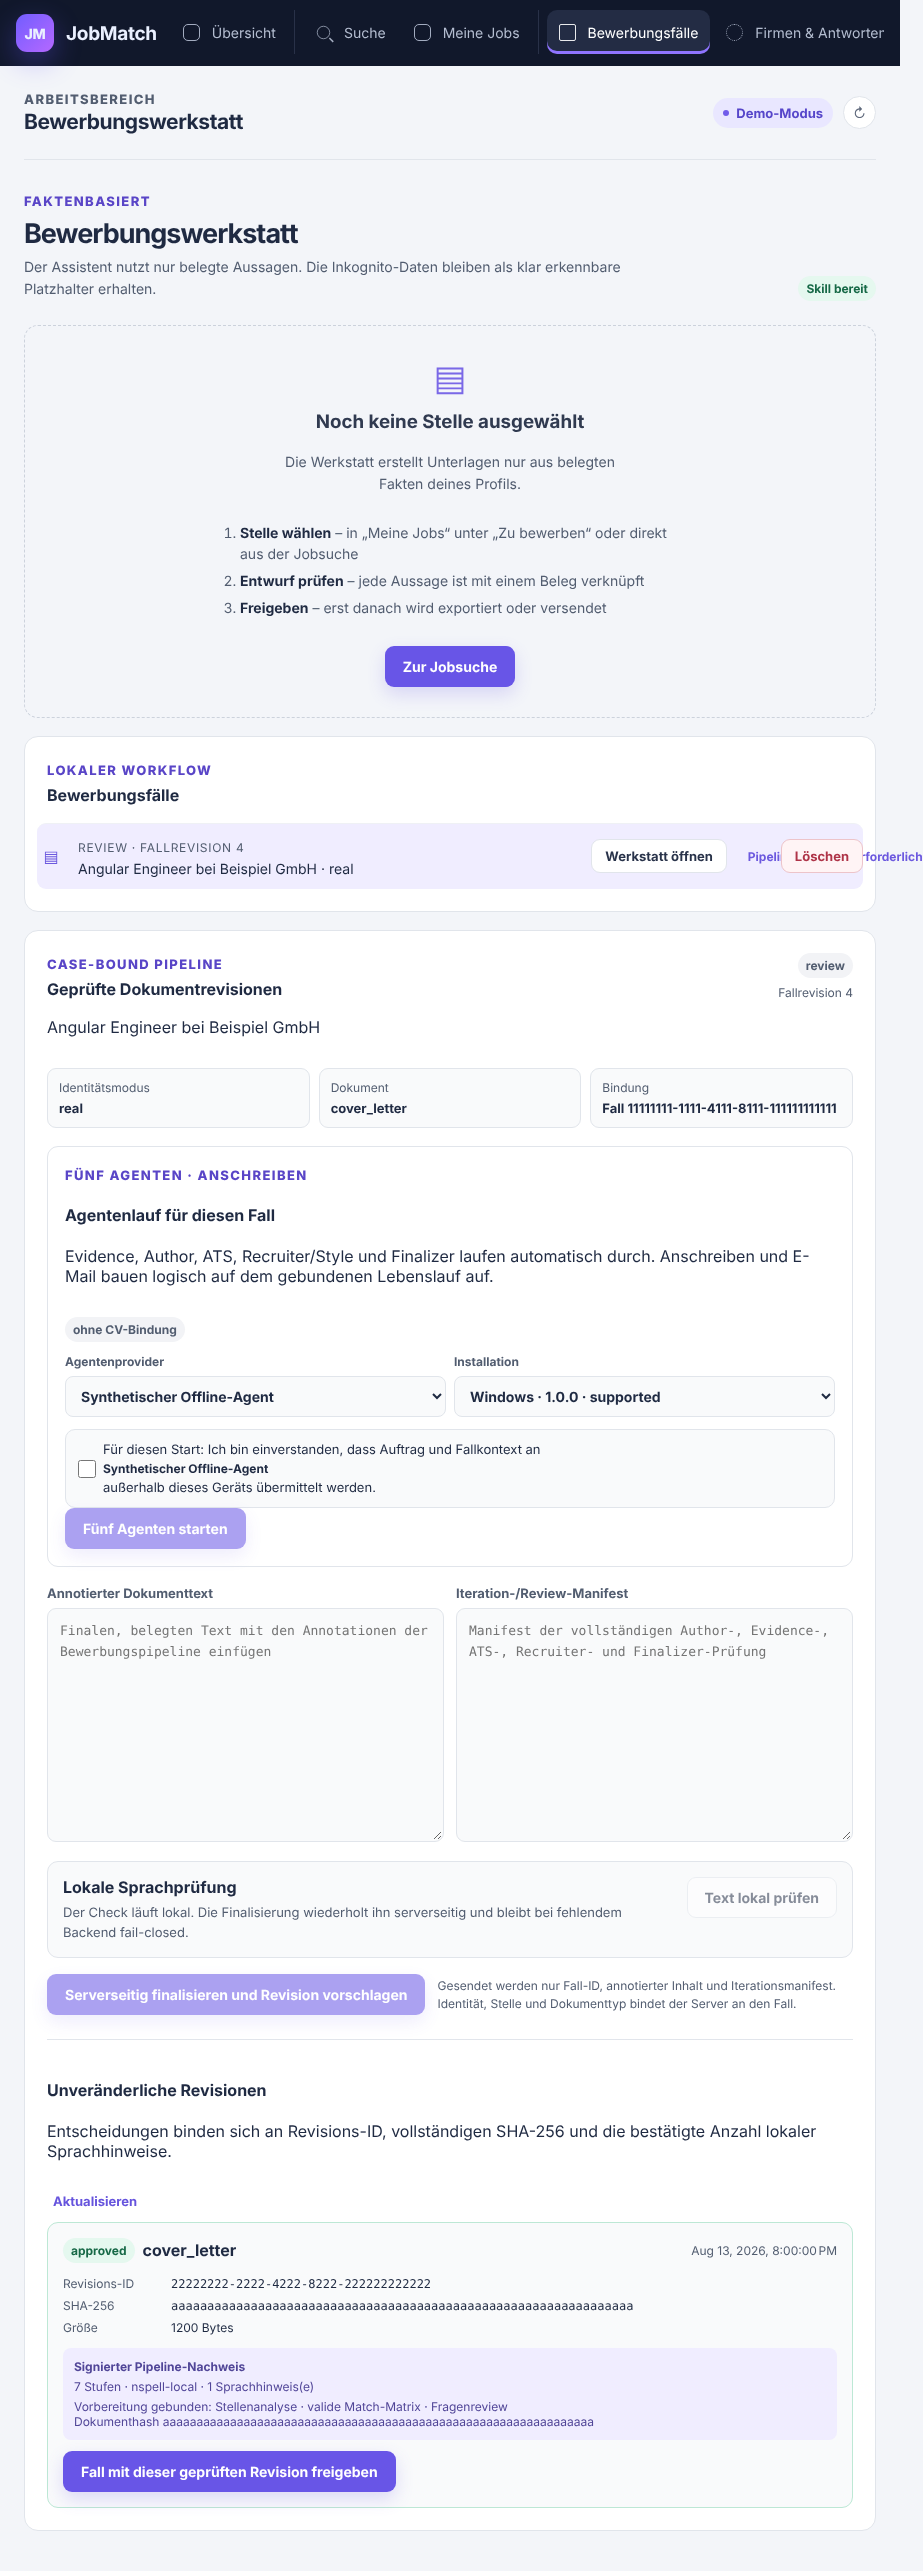 JM JobMatch Übersicht Suche Meine Jobs Bewerbungsfälle Firmen & Antworten
ARBEITSBEREICH
Bewerbungswerkstatt
Demo-Modus
FAKTENBASIERT
Bewerbungswerkstatt
Der Assistent nutzt nur belegte Aussagen. Die Inkognito-Daten bleiben als klar erkennbare
Platzhalter erhalten.
Skill bereit
Noch keine Stelle ausgewählt
Die Werkstatt erstellt Unterlagen nur aus belegten
Fakten deines Profils.
1. Stelle wählen – in „Meine Jobs“ unter „Zu bewerben“ oder direkt
aus der Jobsuche
2. Entwurf prüfen – jede Aussage ist mit einem Beleg verknüpft
3. Freigeben – erst danach wird exportiert oder versendet
Zur Jobsuche
LOKALER WORKFLOW
Bewerbungsfälle
REVIEW · FALLREVISION 4
Angular Engineer bei Beispiel GmbH · real
Werkstatt öffnen
Löschen
CASE-BOUND PIPELINE
Geprüfte Dokumentrevisionen
review
Fallrevision 4
Angular Engineer bei Beispiel GmbH
Identitätsmodus
real
Dokument
cover_letter
Bindung
Fall 11111111-1111-4111-8111-111111111111
FÜNF AGENTEN · ANSCHREIBEN
Agentenlauf für diesen Fall
Evidence, Author, ATS, Recruiter/Style und Finalizer laufen automatisch durch. Anschreiben und E-
Mail bauen logisch auf dem gebundenen Lebenslauf auf.
ohne CV-Bindung
Agentenprovider
Synthetischer Offline-Agent
Installation
Windows · 1.0.0 · supported
Für diesen Start: Ich bin einverstanden, dass Auftrag und Fallkontext an
Synthetischer Offline-Agent
außerhalb dieses Geräts übermittelt werden.
Fünf Agenten starten
Annotierter Dokumenttext
Finalen, belegten Text mit den Annotationen der
Bewerbungspipeline einfügen
Iteration-/Review-Manifest
Manifest der vollständigen Author-, Evidence-,
ATS-, Recruiter- und Finalizer-Prüfung
Lokale Sprachprüfung
Der Check läuft lokal. Die Finalisierung wiederholt ihn serverseitig und bleibt bei fehlendem
Backend fail-closed.
Text lokal prüfen
Serverseitig finalisieren und Revision vorschlagen
Gesendet werden nur Fall-ID, annotierter Inhalt und Iterationsmanifest.
Identität, Stelle und Dokumenttyp bindet der Server an den Fall.
Unveränderliche Revisionen
Entscheidungen binden sich an Revisions-ID, vollständigen SHA-256 und die bestätigte Anzahl lokaler
Sprachhinweise.
Aktualisieren
approved cover_letter
Aug 13, 2026, 8:00:00 PM
Revisions-ID 22222222-2222-4222-8222-222222222222
SHA-256 aaaaaaaaaaaaaaaaaaaaaaaaaaaaaaaaaaaaaaaaaaaaaaaaaaaaaaaaaaaaaaaa
Größe 1200 Bytes
Signierter Pipeline-Nachweis
7 Stufen · nspell-local · 1 Sprachhinweis(e)
Vorbereitung gebunden: Stellenanalyse · valide Match-Matrix · Fragenreview
Dokumenthash aaaaaaaaaaaaaaaaaaaaaaaaaaaaaaaaaaaaaaaaaaaaaaaaaaaaaaaaaaaaaaaa
Fall mit dieser geprüften Revision freigeben